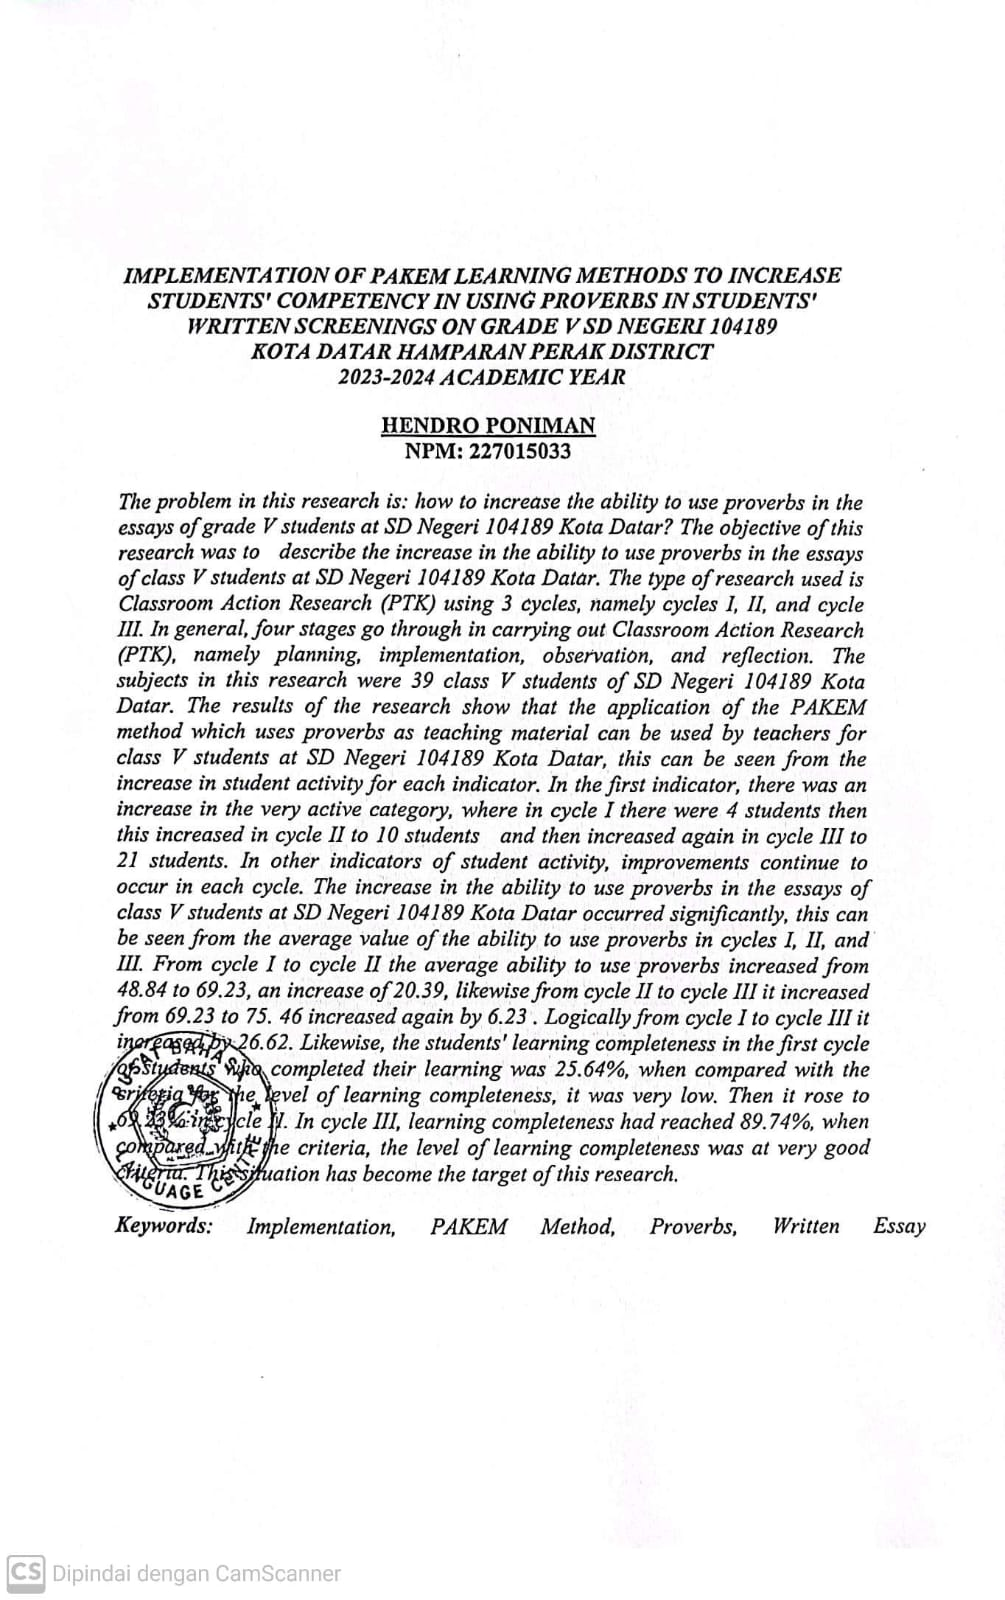 IMPLEMENTATION OF PAKEM LEARNING METHODS TO INCREASE
STUDENTS' COMPETENCY IN USING PROVERBS IN STUDENTS'
WRITTEN SCREENINGS ON GRADE V SD NEGERI 104189
KOTA DATAR HAMPARAN PERAK DISTRICT
2023-2024 ACADEMIC YEAR
HENDRO PONIMAN
NPM: 227015033
The problem in this research is: how to increase the ability to use proverbs in the
essays of grade V students at SD Negeri 104189 Kota Datar? The objective of this
research was to describe the increase in the ability to use proverbs in the essays
of class V students at SD Negeri 104189 Kota Datar. The type of research used is
Classroom Action Research (PTK) using 3 cycles, namely cycles I, II, and cycle
III. In general, four stages go through in carrying out Classroom Action Research
(PTK), namely planning, implementation, observation, and reflection. The
subjects in this research were 39 class V students of SD Negeri 104189 Kota
Datar. The results of the research show that the application of the PAKEM
method which uses proverbs as teaching material can be used by teachers for
class V students at SD Negeri 104189 Kota Datar, this can be seen from the
increase in student activity for each indicator. In the first indicator, there was an
increase in the very active category, where in cycle I there were 4 students then
this increased in cycle II to 10 students and then increased again in cycle III to
21 students. In other indicators of student activity, improvements continue to
occur in each cycle. The increase in the ability to use proverbs in the essays of
class V students at SD Negeri 104189 Kota Datar occurred significantly, this can
be seen from the average value of the ability to use proverbs in cycles I, II, and
III. From cycle I to cycle II the average ability to use proverbs increased from
48.84 to 69.23, an increase of 20.39, likewise from cycle II to cycle III it increased
from 69.23 to 75. 46 increased again by 6.23 . Logically from cycle I to cycle III it
increased by 26.62. Likewise, the students' learning completeness in the first cycle
of students who completed their learning was 25.64%, when compared with the
criteria for the level of learning completeness, it was very low. Then it rose to
69.23% in cycle II. In cycle III, learning completeness had reached 89.74%, when
compared with the criteria, the level of learning completeness was at very good
criteria. This situation has become the target of this research.
PUSAT BAHASA
LANGUAGE CENTRE
Keywords: Implementation, PAKEM Method, Proverbs, Written Essay
CS Dipindai dengan CamScanner